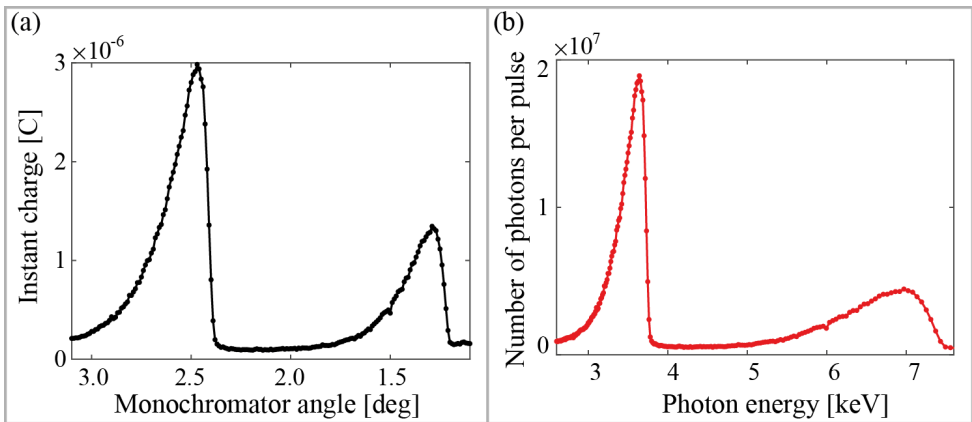 (a)
×10⁻⁶
3
2
1
0
Instant charge [C]
3.0 2.5 2.0 1.5
Monochromator angle [deg]
(b)
×10⁷
2
1
0
Number of photons per pulse
3 4 5 6 7
Photon energy [keV]